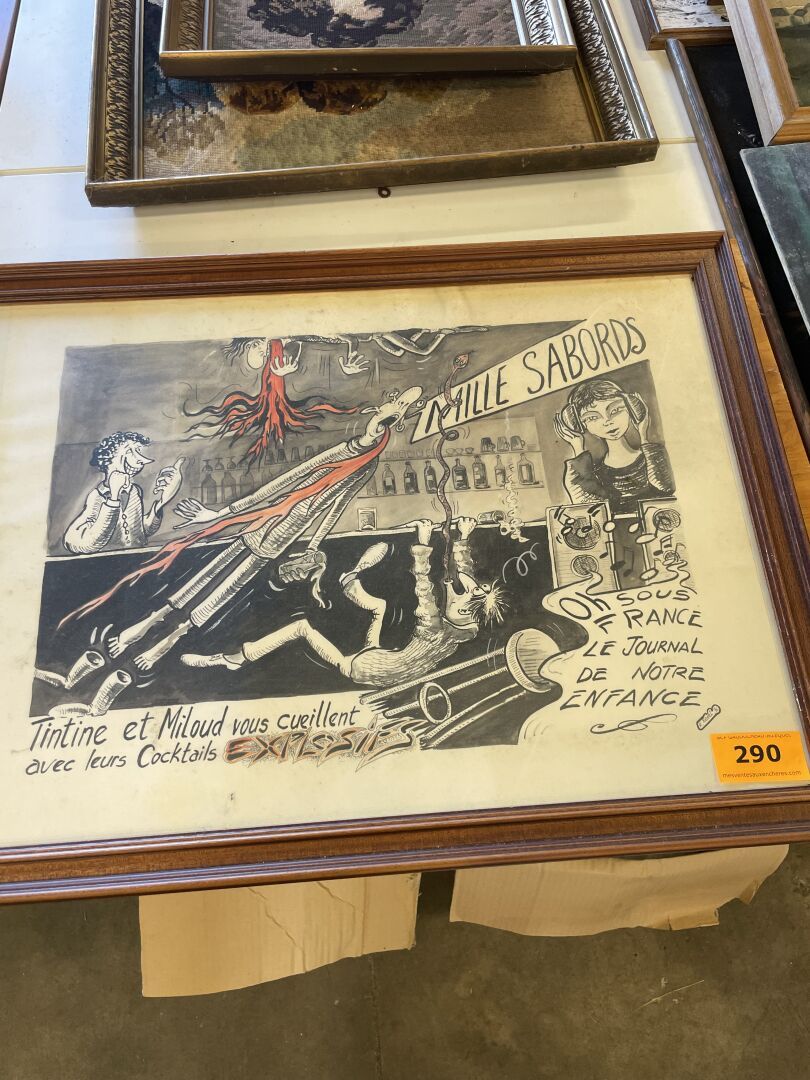 MILLE SABORDS
OH SOUS
FRANCE
LE JOURNAL
DE NOTRE
ENFANCE
Tintine et Miloud vous cueillent
avec leurs Cocktails EXPLOSIFS
290
mesventesauxencheres.com